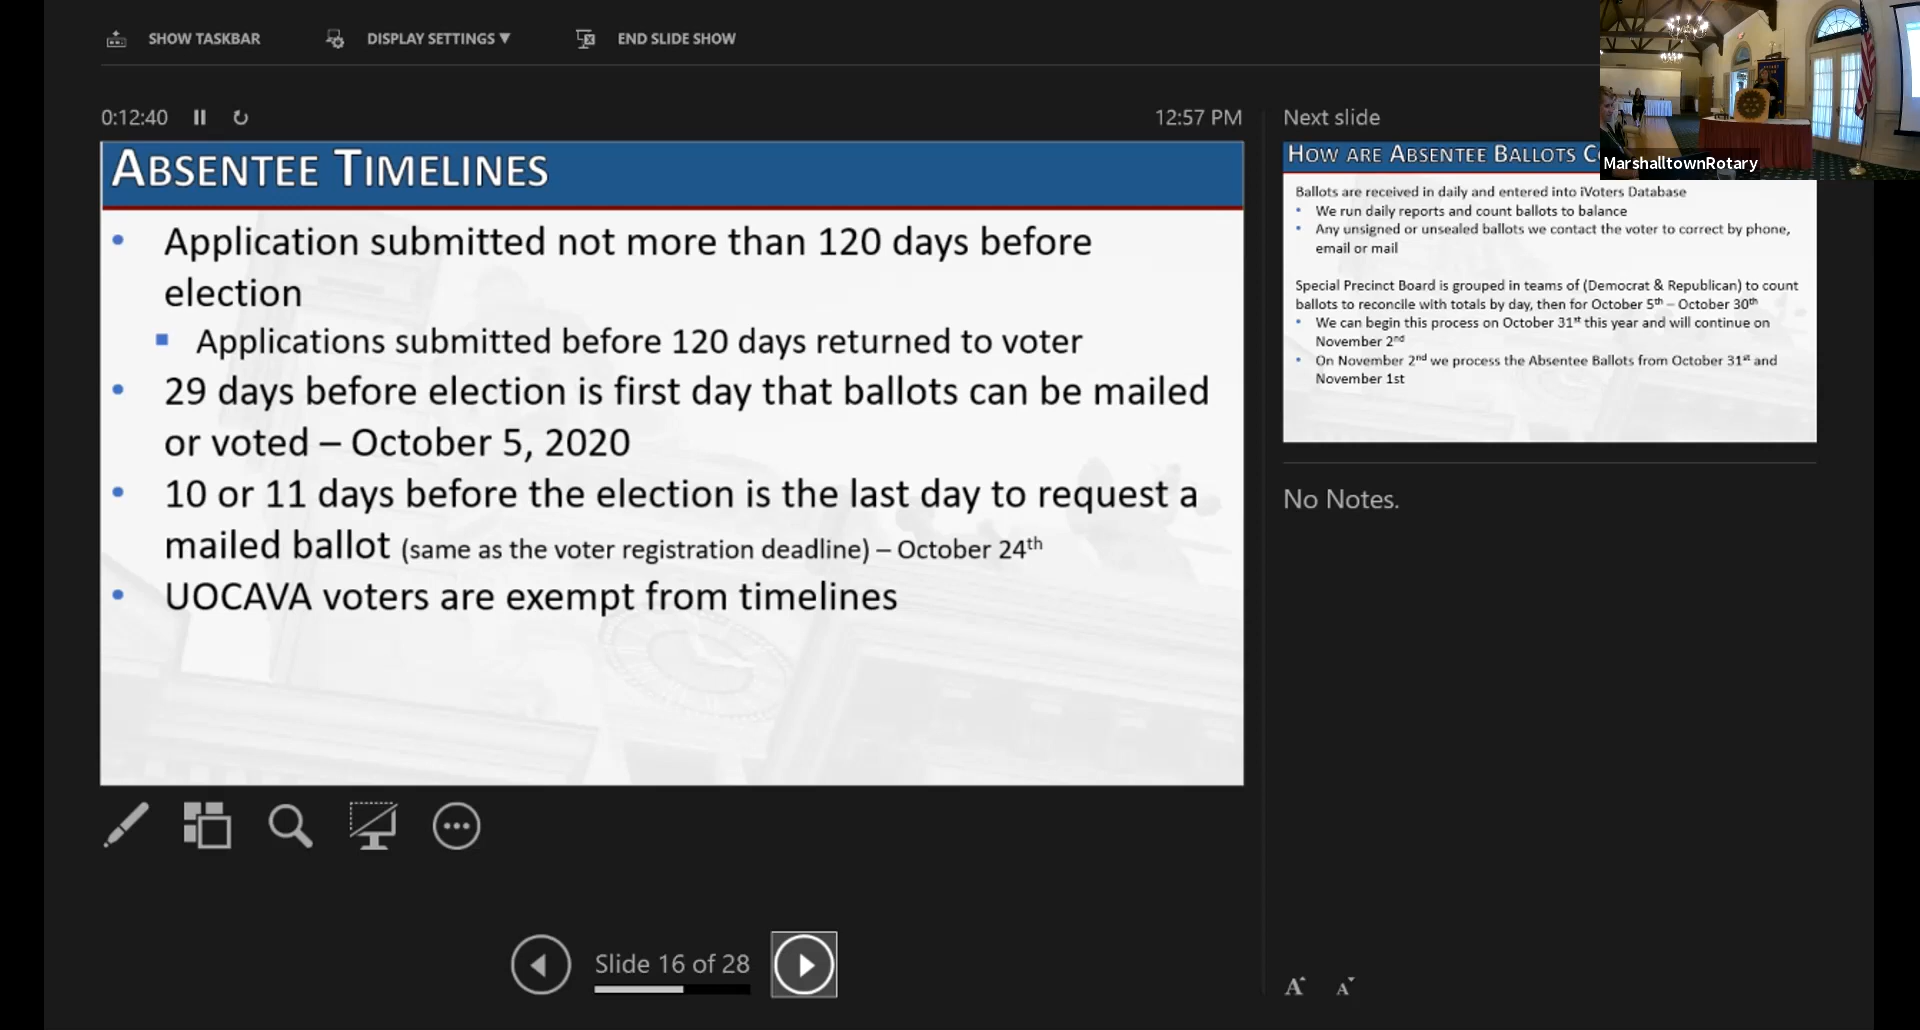 SHOW TASKBAR
DISPLAY SETTINGS ▼
END SLIDE SHOW
0:12:40
12:57 PM
ABSENTEE TIMELINES
• Application submitted not more than 120 days before
election
▪ Applications submitted before 120 days returned to voter
• 29 days before election is first day that ballots can be mailed
or voted – October 5, 2020
• 10 or 11 days before the election is the last day to request a
mailed ballot (same as the voter registration deadline) – October 24th
• UOCAVA voters are exempt from timelines
Slide 16 of 28
Next slide
HOW ARE ABSENTEE BALLOTS
MarshalltownRotary
Ballots are received in daily and entered into iVoters Database
• We run daily reports and count ballots to balance
• Any unsigned or unsealed ballots we contact the voter to correct by phone,
email or mail
Special Precinct Board is grouped in teams of (Democrat & Republican) to count
ballots to reconcile with totals by day, then for October 5th – October 30th
• We can begin this process on October 31st this year and will continue on
November 2nd
• On November 2nd we process the Absentee Ballots from October 31st and
November 1st
No Notes.
A A